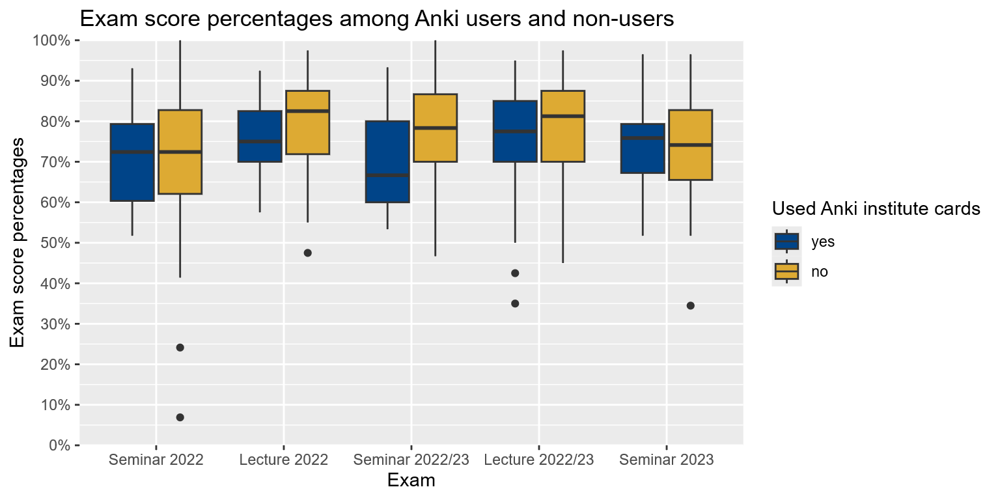 Exam score percentages among Anki users and non-users
Exam score percentages
100%
90%
80%
70%
60%
50%
40%
30%
20%
10%
0%
Seminar 2022 Lecture 2022 Seminar 2022/23 Lecture 2022/23 Seminar 2023
Exam
Used Anki institute cards
yes
no